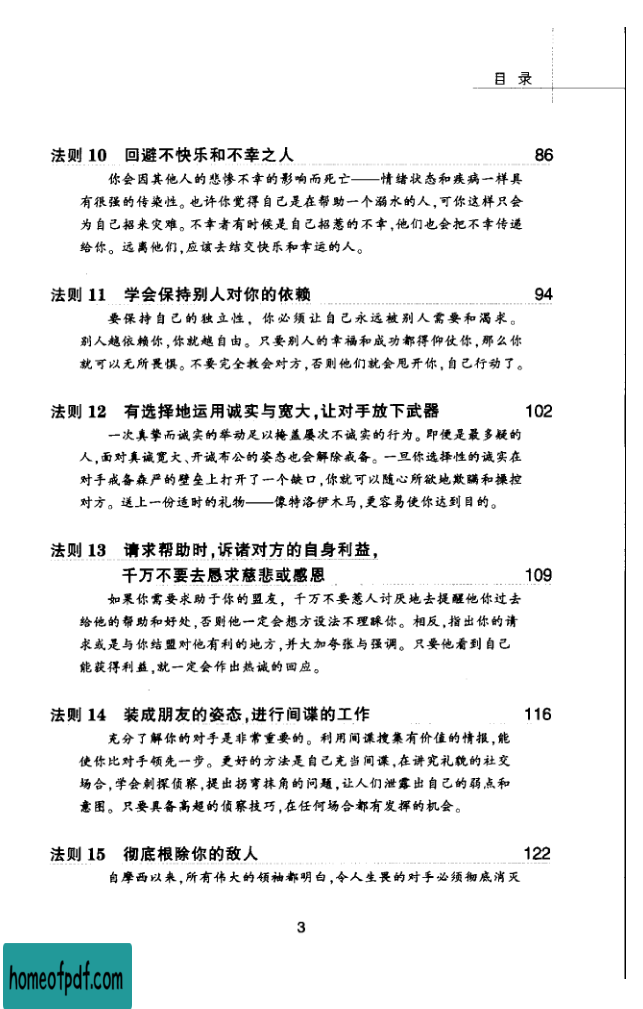 目 录
法则 10 回避不快乐和不幸之人 86
你会因其他人的悲惨不幸的影响而死亡——情绪状态和疾病一样具
有很强的传染性。也许你觉得自己是在帮助一个溺水的人,可你这样只会
为自己招来灾难。不幸者有时候是自己招惹的不幸,他们也会把不幸传递
给你。远离他们,应该去结交快乐和幸运的人。
法则 11 学会保持别人对你的依赖 94
要保持自己的独立性，你必须让自己永远被别人需要和渴求。
别人越依赖你,你就越自由。只要别人的幸福和成功都得仰仗你,那么你
就可以无所畏惧。不要完全教会对方,否则他们就会甩开你,自己行动了。
法则 12 有选择地运用诚实与宽大,让对手放下武器 102
一次真挚而诚实的举动足以掩盖屡次不诚实的行为。即便是最多疑的
人,面对真诚宽大、开诚布公的姿态也会解除戒备。一旦你选择性的诚实在
对手戒备森严的壁垒上打开了一个缺口,你就可以随心所欲地欺瞒和操控
对方。送上一份适时的礼物——像特洛伊木马,更容易使你达到目的。
法则 13 请求帮助时,诉诸对方的自身利益,
千万不要去恳求慈悲或感恩 109
如果你需要求助于你的盟友，千万不要惹人讨厌地去提醒他你过去
给他的帮助和好处,否则他一定会想方设法不理睬你。相反,指出你的请
求或是与你结盟对他有利的地方,并大加夸张与强调。只要他看到自己
能获得利益,就一定会作出热诚的回应。
法则 14 装成朋友的姿态,进行间谍的工作 116
充分了解你的对手是非常重要的。利用间谍搜集有价值的情报,能
使你比对手领先一步。更好的方法是自己充当间谍,在讲究礼貌的社交
场合,学会刺探侦察,提出拐弯抹角的问题,让人们泄露出自己的弱点和
意图。只要具备高超的侦察技巧,在任何场合都有发挥的机会。
法则 15 彻底根除你的敌人 122
自摩西以来,所有伟大的领袖都明白,令人生畏的对手必须彻底消灭
3
homeofpdf.com